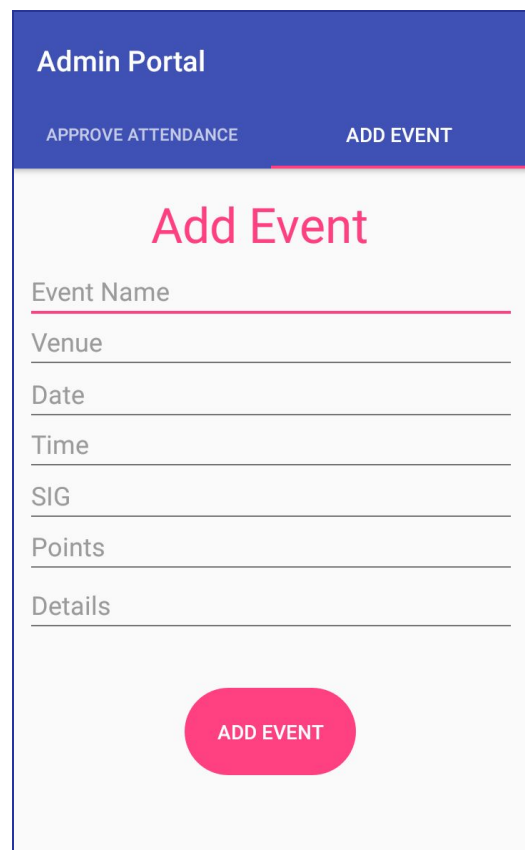 Admin Portal
APPROVE ATTENDANCE ADD EVENT
Add Event
Event Name
Venue
Date
Time
SIG
Points
Details
ADD EVENT